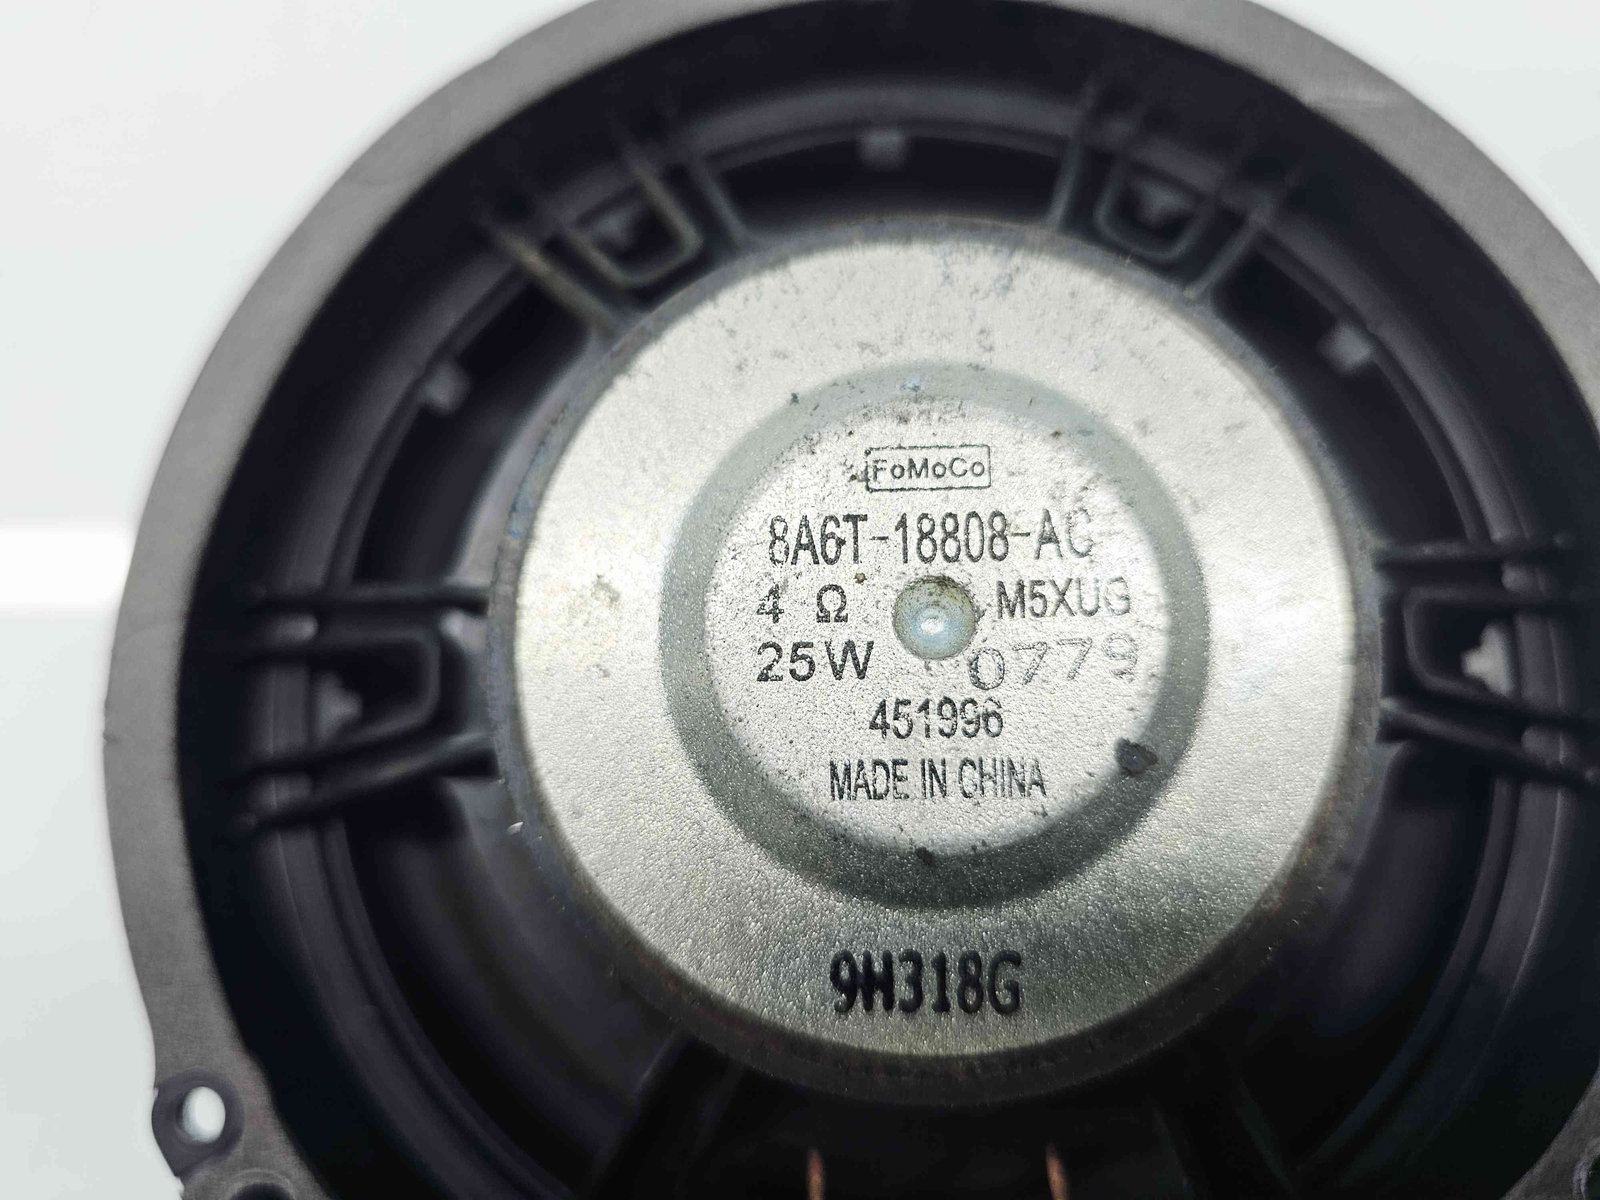 FoMoCo
8A6T-18808-AC
4 Ω M5XUG
25W 0779
451996
MADE IN CHINA
9H318G